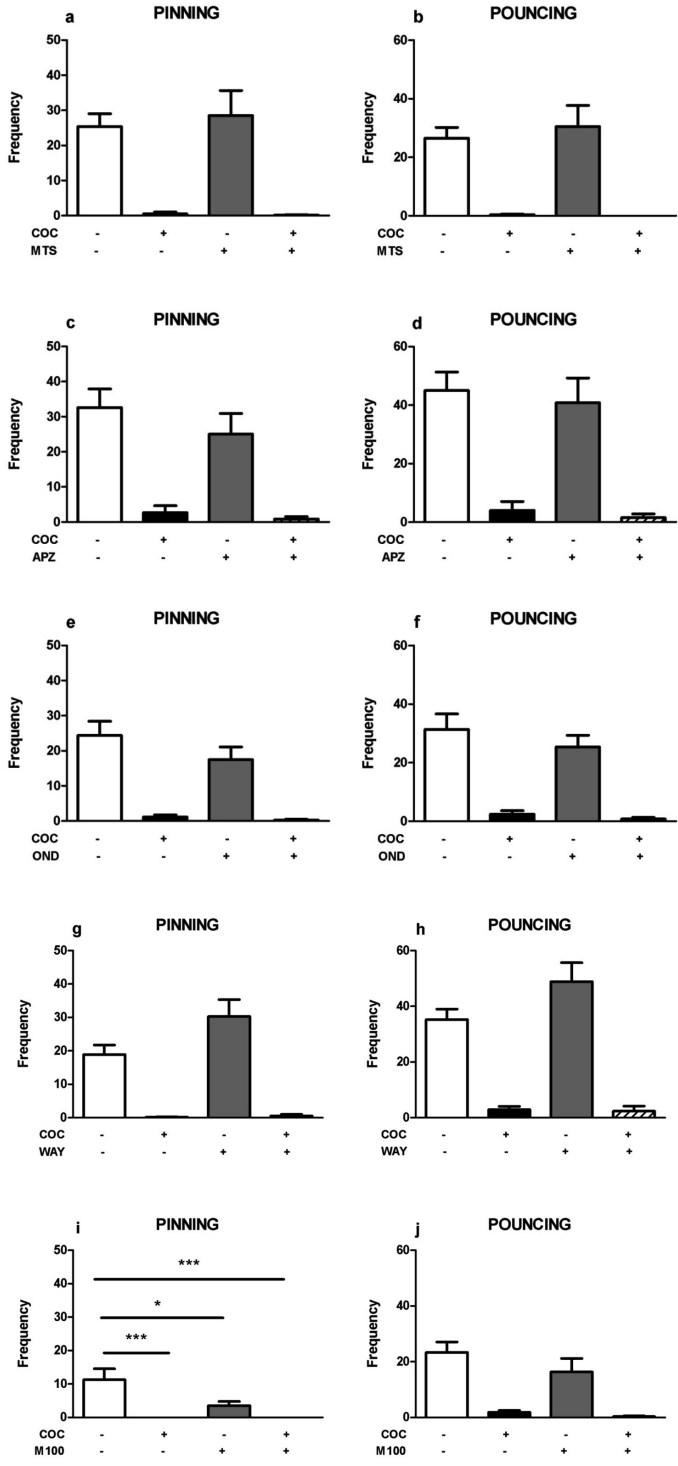 a PINNING
50
40
30
20
10
0
Frequency
COC - + - +
MTS - - + +
b POUCING
60
40
20
0
Frequency
COC - + - +
MTS - - + +
c PINNING
50
40
30
20
10
0
Frequency
COC - + - +
APZ - - + +
d POUNCING
60
40
20
0
Frequency
COC - + - +
APZ - - + +
e PINNING
50
40
30
20
10
0
Frequency
COC - + - +
OND - - + +
f POUNCING
60
40
20
0
Frequency
COC - + - +
OND - - + +
g PINNING
50
40
30
20
10
0
Frequency
COC - + - +
WAY - - + +
h POUNCING
60
40
20
0
Frequency
COC - + - +
WAY - - + +
i PINNING
50
40
30
20
10
0
Frequency
***
*
***
COC - + - +
M100 - - + +
j POUNCING
60
40
20
0
Frequency
COC - + - +
M100 - - + +